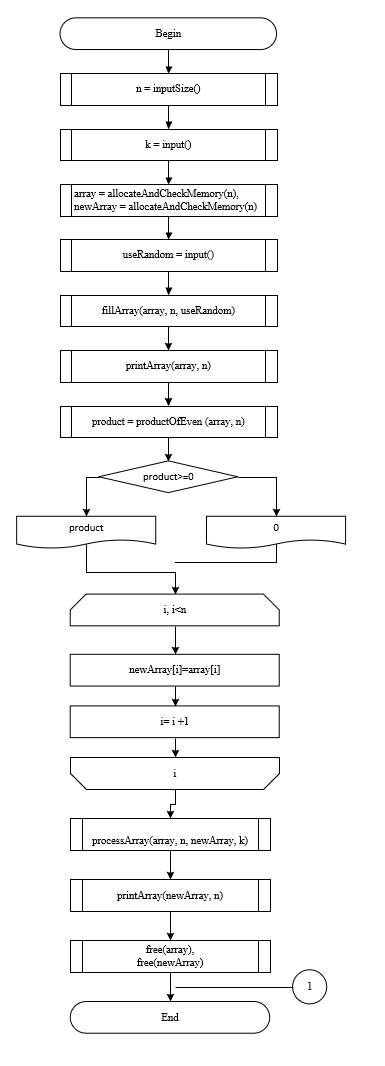 Begin
n = inputSize()
k = input()
array = allocateAndCheckMemory(n),
newArray = allocateAndCheckMemory(n)
useRandom = input()
fillArray(array, n, useRandom)
printArray(array, n)
product = productOfEven (array, n)
product>=0
product
0
i, i<n
newArray[i]=array[i]
i= i +1
i
processArray(array, n, newArray, k)
printArray(newArray, n)
free(array),
free(newArray)
1
End